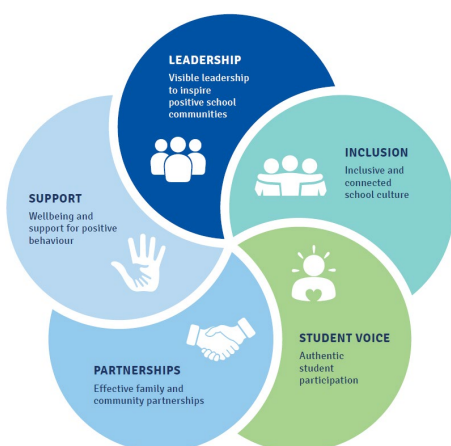 LEADERSHIP
Visible leadership
to inspire
positive school
communities
INCLUSION
Inclusive and
connected
school culture
STUDENT VOICE
Authentic
student
participation
PARTNERSHIPS
Effective family and
community partnerships
SUPPORT
Wellbeing and
support for positive
behaviour